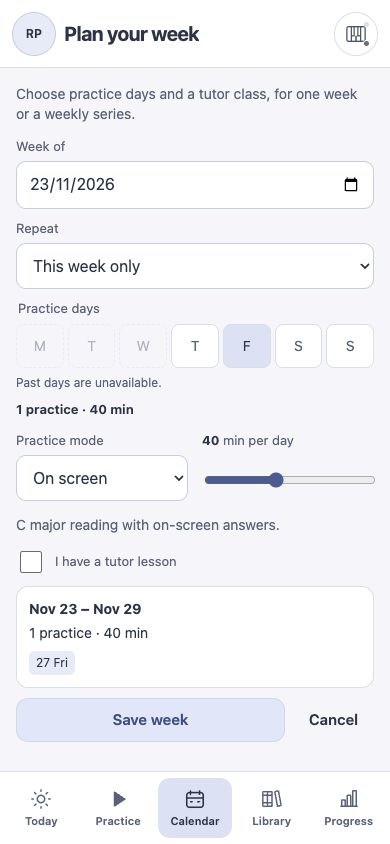 RP Plan your week
Choose practice days and a tutor class, for one week
or a weekly series.
Week of
23/11/2026
Repeat
This week only
Practice days
M T W T F S S
Past days are unavailable.
1 practice · 40 min
Practice mode
40 min per day
On screen
C major reading with on-screen answers.
I have a tutor lesson
Nov 23 – Nov 29
1 practice · 40 min
27 Fri
Save week Cancel
Today Practice Calendar Library Progress